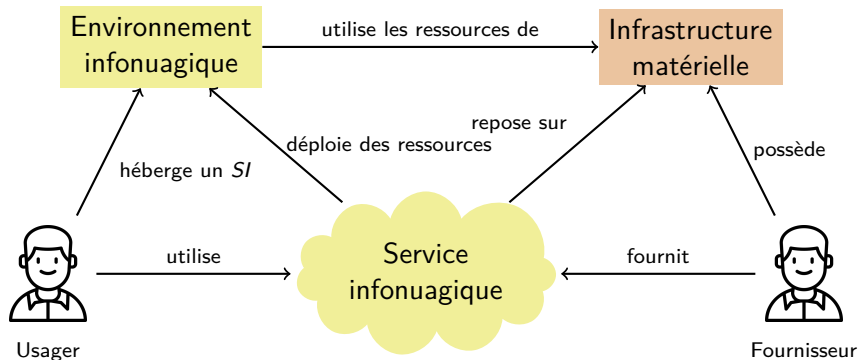 Environnement
infonuagique
utilise les ressources de
Infrastructure
matérielle
repose sur
déploie des ressources
possède
héberge un SI
utilise
Service
infonuagique
fournit
Usager
Fournisseur